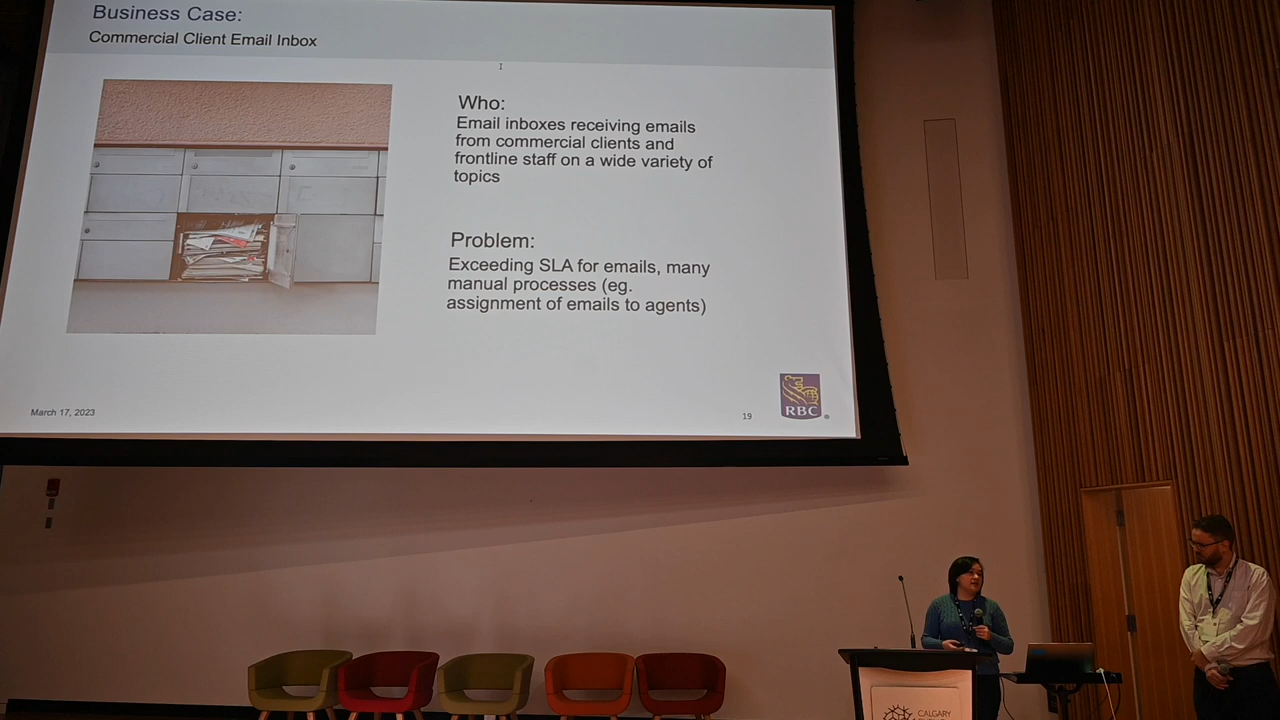 Business Case:
Commercial Client Email Inbox
Who:
Email inboxes receiving emails
from commercial clients and
frontline staff on a wide variety of
topics
Problem:
Exceeding SLA for emails, many
manual processes (eg.
assignment of emails to agents)
March 17, 2023
19
RBC
®
CALGARY